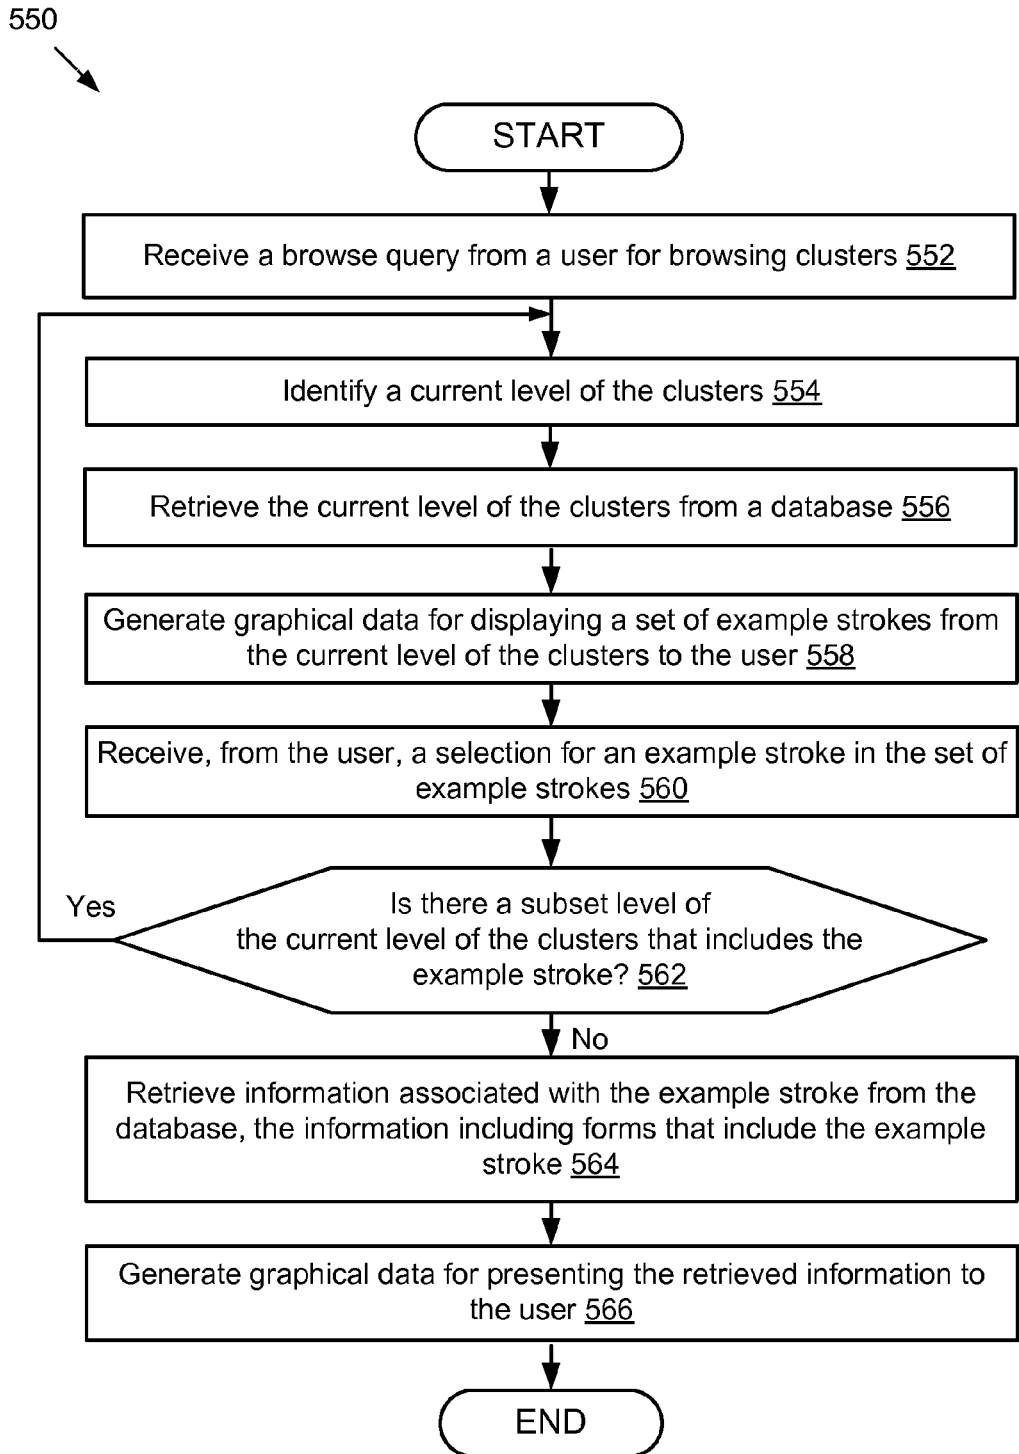 550
START
Receive a browse query from a user for browsing clusters 552
Identify a current level of the clusters 554
Retrieve the current level of the clusters from a database 556
Generate graphical data for displaying a set of example strokes from
the current level of the clusters to the user 558
Receive, from the user, a selection for an example stroke in the set of
example strokes 560
Yes
Is there a subset level of
the current level of the clusters that includes the
example stroke? 562
No
Retrieve information associated with the example stroke from the
database, the information including forms that include the example
stroke 564
Generate graphical data for presenting the retrieved information to
the user 566
END